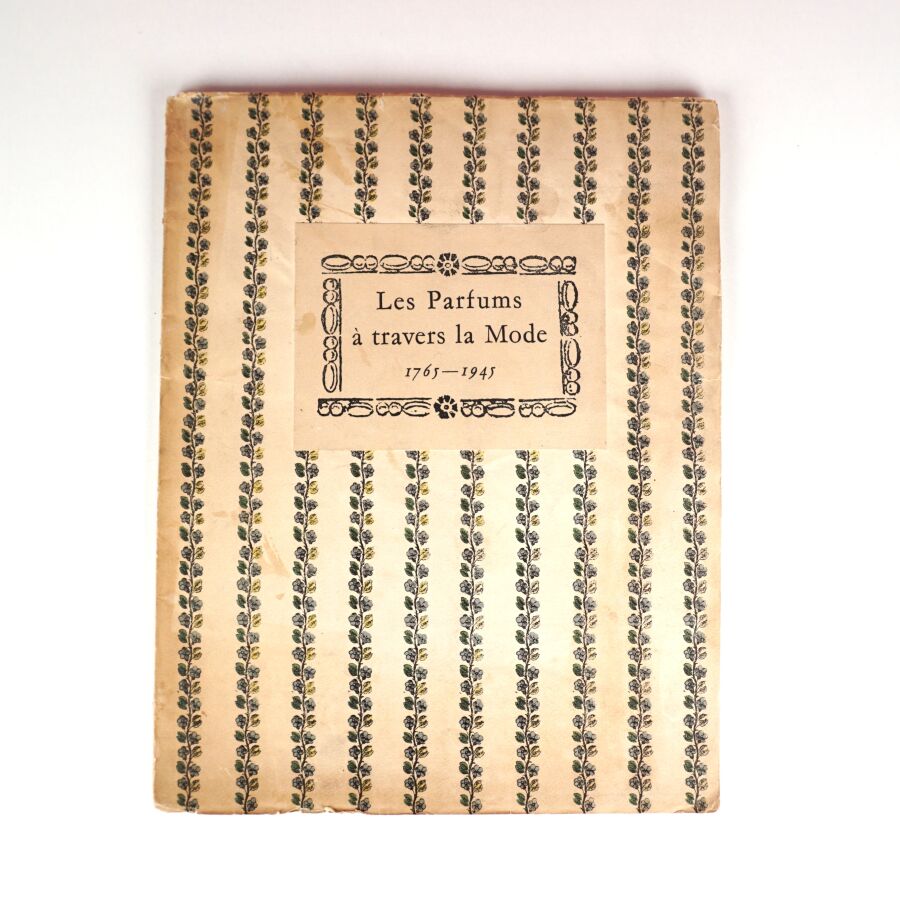 Les Parfums
à travers la Mode
1765—1945